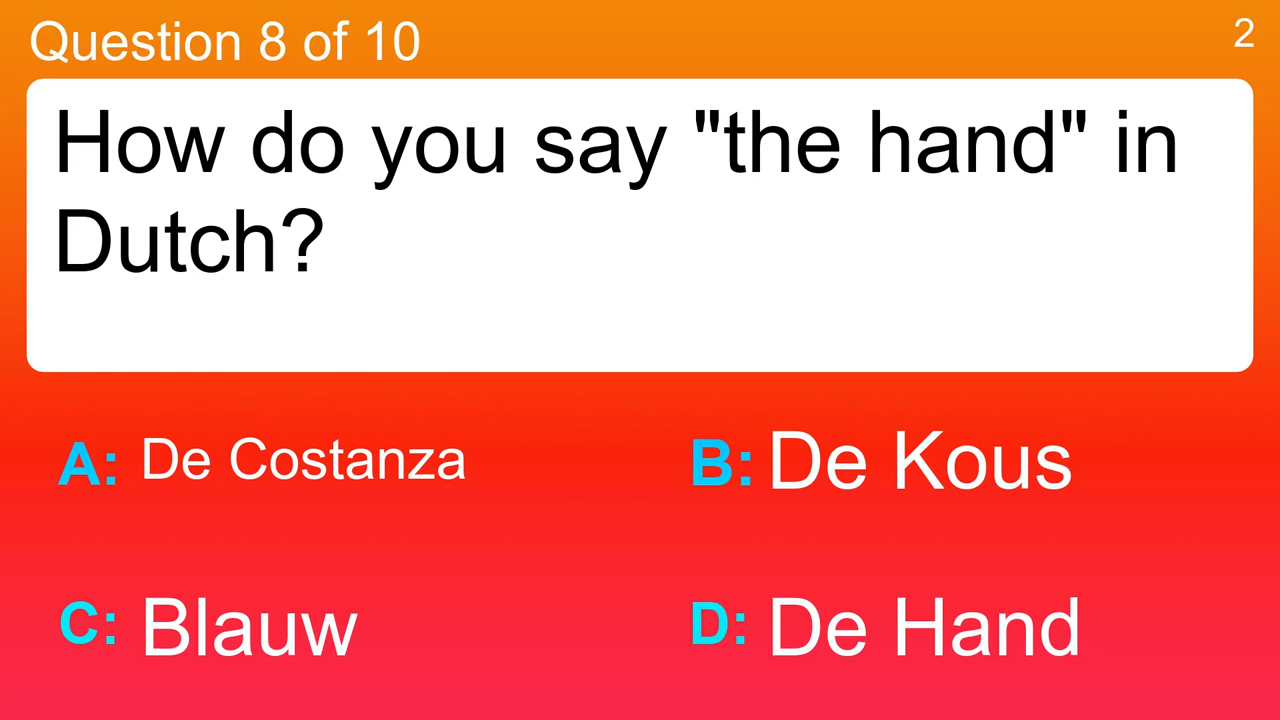 Question 8 of 10
2
How do you say "the hand" in
Dutch?
A: De Costanza
B: De Kous
C: Blauw
D: De Hand